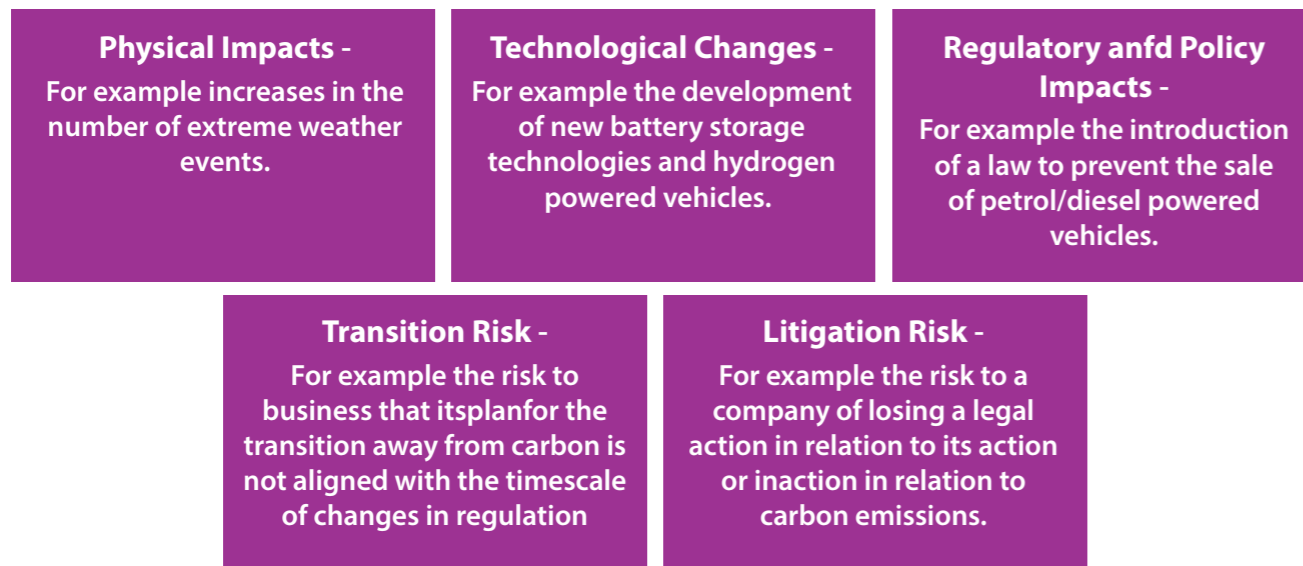 Physical Impacts -
For example increases in the
number of extreme weather
events.
Technological Changes -
For example the development
of new battery storage
technologies and hydrogen
powered vehicles.
Regulatory anfd Policy
Impacts -
For example the introduction
of a law to prevent the sale
of petrol/diesel powered
vehicles.
Transition Risk -
For example the risk to
business that itsplanfor the
transition away from carbon is
not aligned with the timescale
of changes in regulation
Litigation Risk -
For example the risk to a
company of losing a legal
action in relation to its action
or inaction in relation to
carbon emissions.